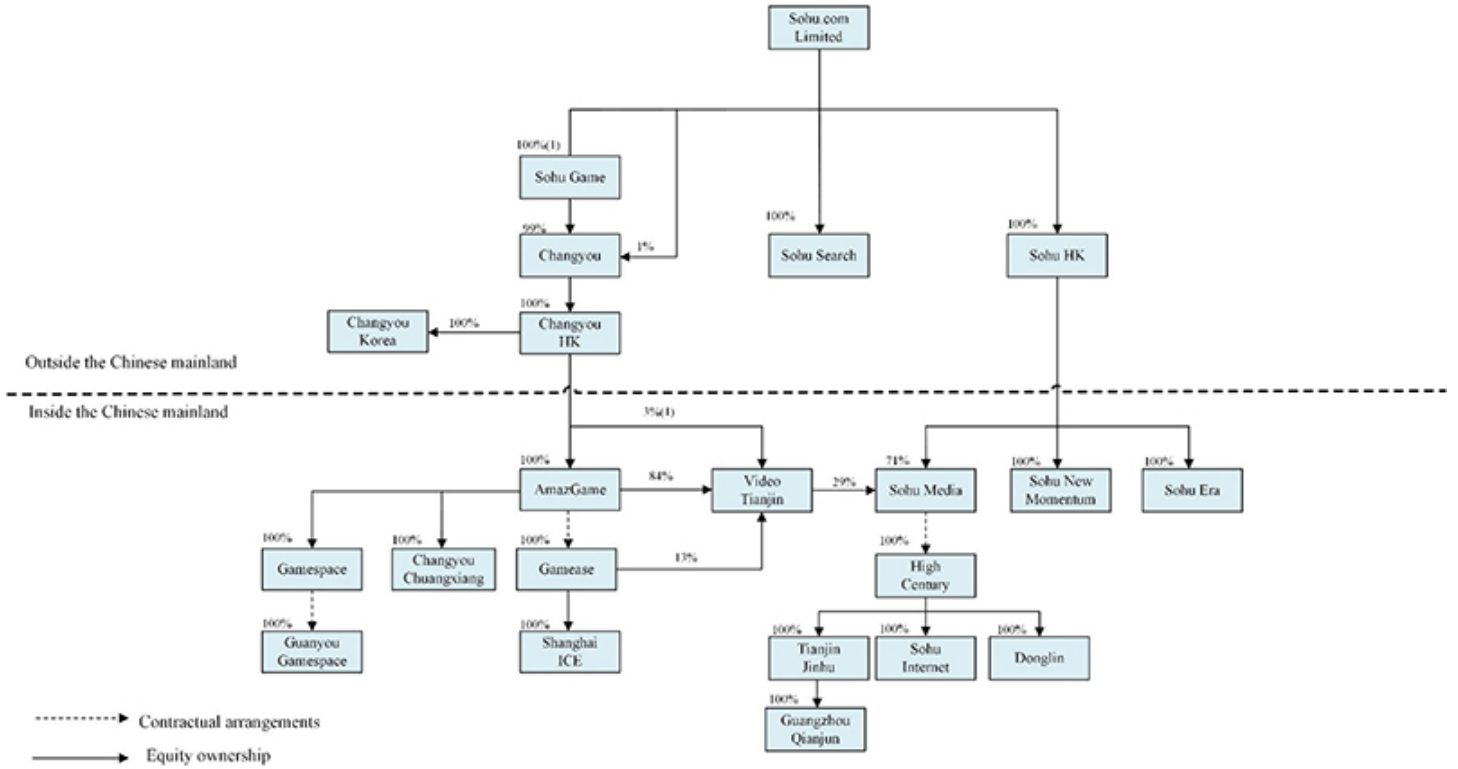 Sohu.com
Limited
100%(1)
Sohu Game
99%
Changyou
1%
100%
Sohu Search
100%
Sohu HK
100%
Changyou
HK
100%
Changyou
Korea
Outside the Chinese mainland
Inside the Chinese mainland
3%(1)
100%
AmazGame
84%
Video
Tianjin
29%
71%
Sohu Media
100%
Sohu New
Momentum
100%
Sohu Era
100%
Gamespace
100%
Changyou
Chuangxiang
100%
Gamease
13%
100%
High
Century
100%
Guanyou
Gamespace
100%
Shanghai
ICE
100%
Tianjin
Jinhu
100%
Sohu
Internet
100%
Donglin
100%
Guangzhou
Qianjun
Contractual arrangements
Equity ownership